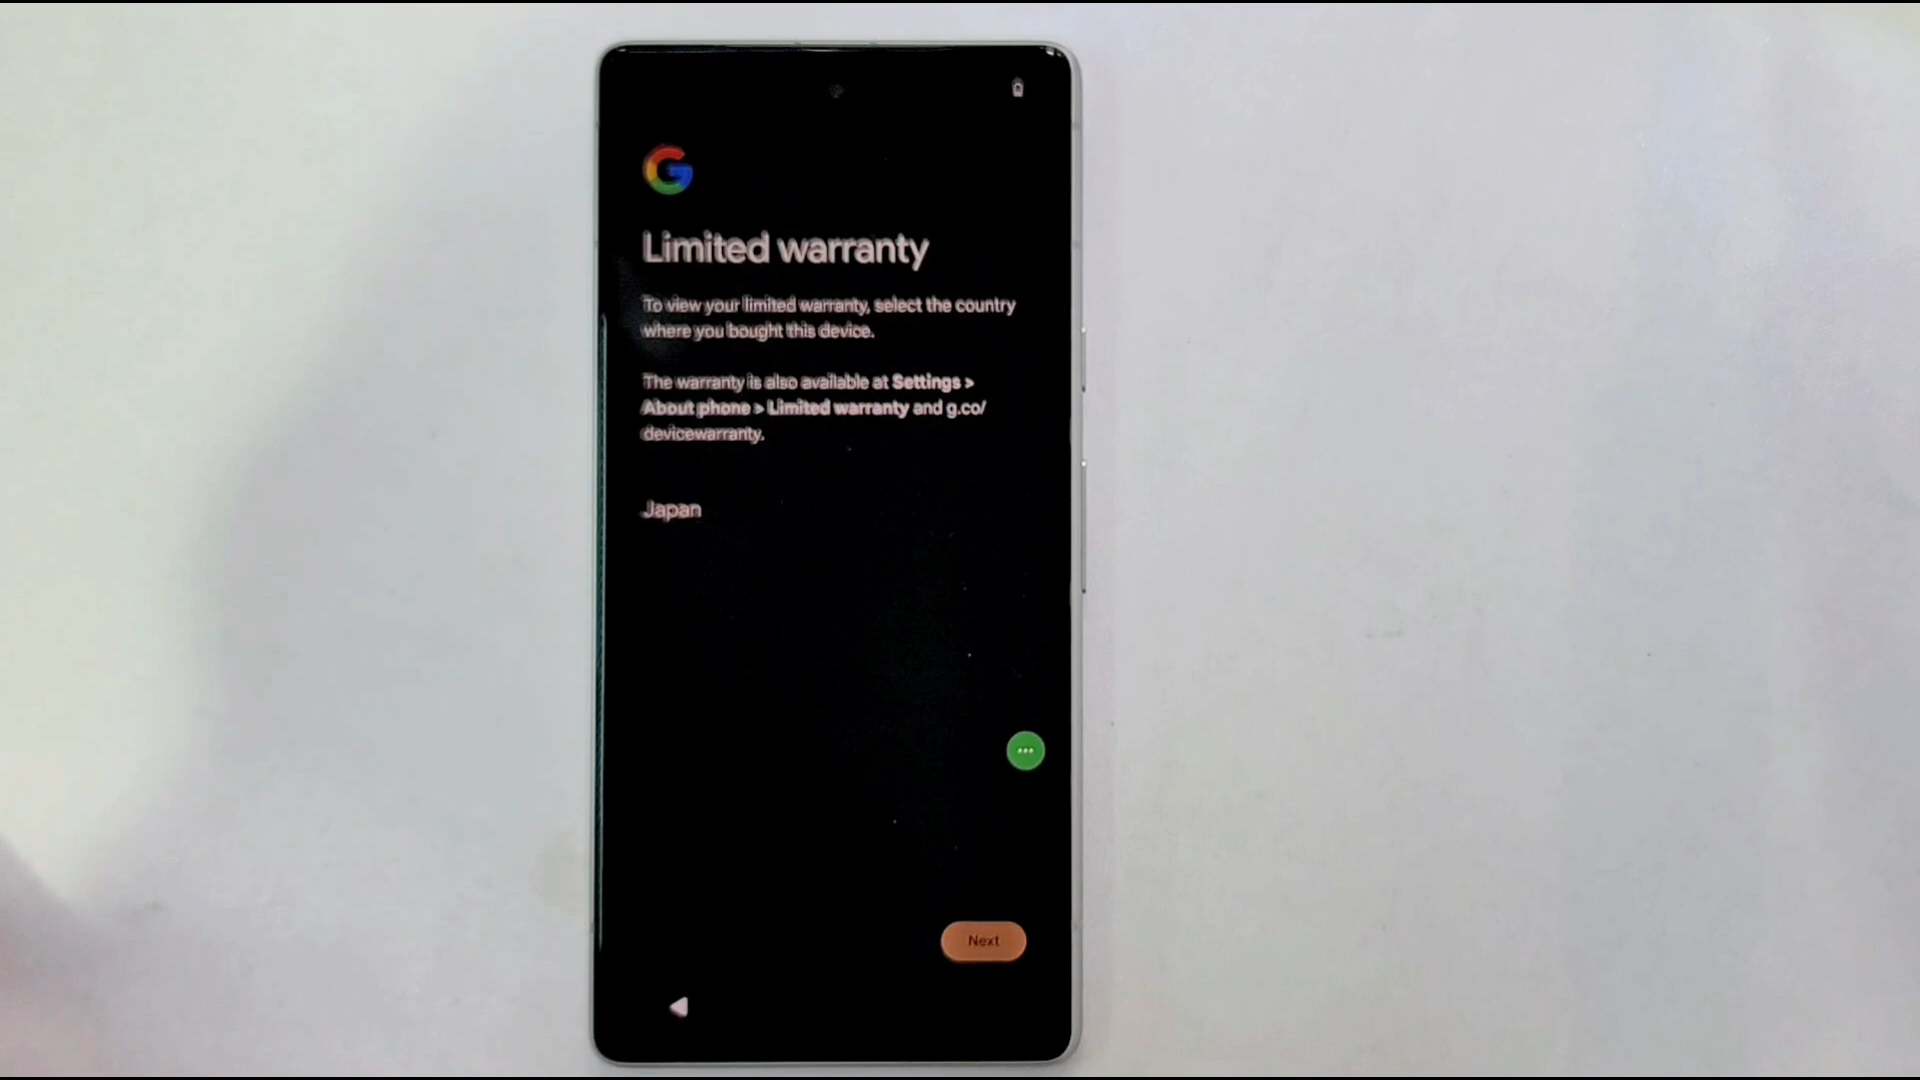 Limited warranty
To view your limited warranty, select the country
where you bought this device.
The warranty is also available at Settings >
About phone > Limited warranty and g.co/
devicewarranty.
Japan
Next